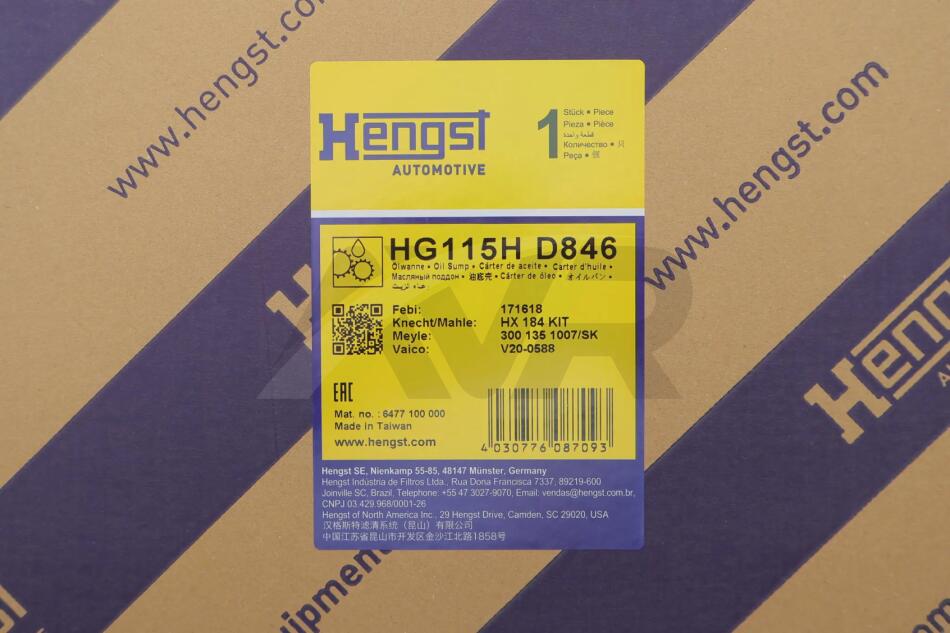 www.hengst.com
www.hengst.com
Hengst
AUTOMOTIVE
1
Stück • Piece
Pieza • Pièce
قطعة واحدة
Количество • 只
Peça • 個
HG115H D846
Ölwanne • Oil Sump • Cárter de aceite • Carter d'huile •
Масляный поддон • 油底壳 • Cárter de óleo • オイルパン •
وعاء الزيت
Febi: 171618
Knecht/Mahle: HX 184 KIT
Meyle: 300 135 1007/SK
Vaico: V20-0588
EAC
Mat. no. : 6477 100 000
Made in Taiwan
www.hengst.com
4 030776 087093
Hengst SE, Nienkamp 55-85, 48147 Münster, Germany
Hengst Indústria de Filtros Ltda., Rua Dona Francisca 7337, 89219-600
Joinville SC, Brazil, Telephone: +55 47 3027-9070, Email: vendas@hengst.com.br,
CNPJ 03.429.968/0001-26
Hengst of North America Inc., 29 Hengst Drive, Camden, SC 29020, USA
汉格斯特滤清系统（昆山）有限公司
中国江苏省昆山市开发区金沙江北路1858号
AVR
Hengst
AU
uipment